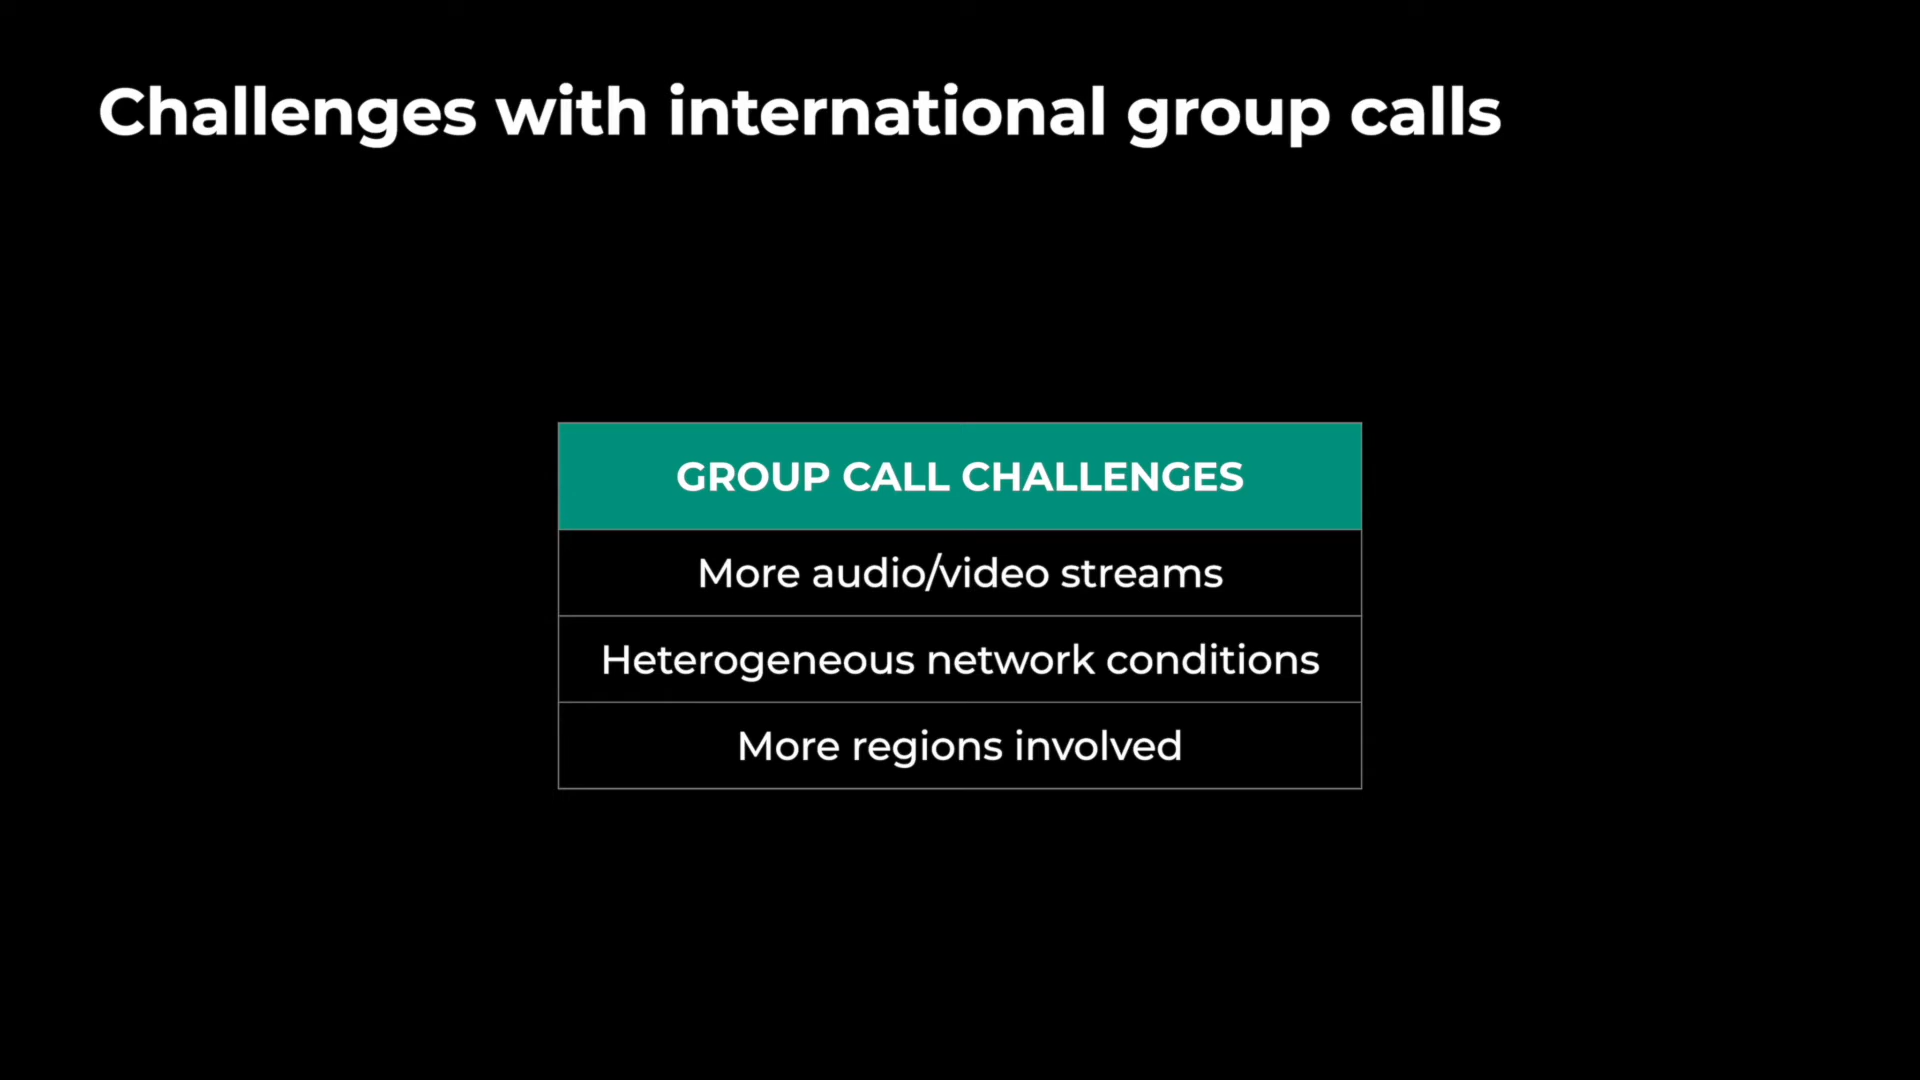 Challenges with international group calls
GROUP CALL CHALLENGES
More audio/video streams
Heterogeneous network conditions
More regions involved